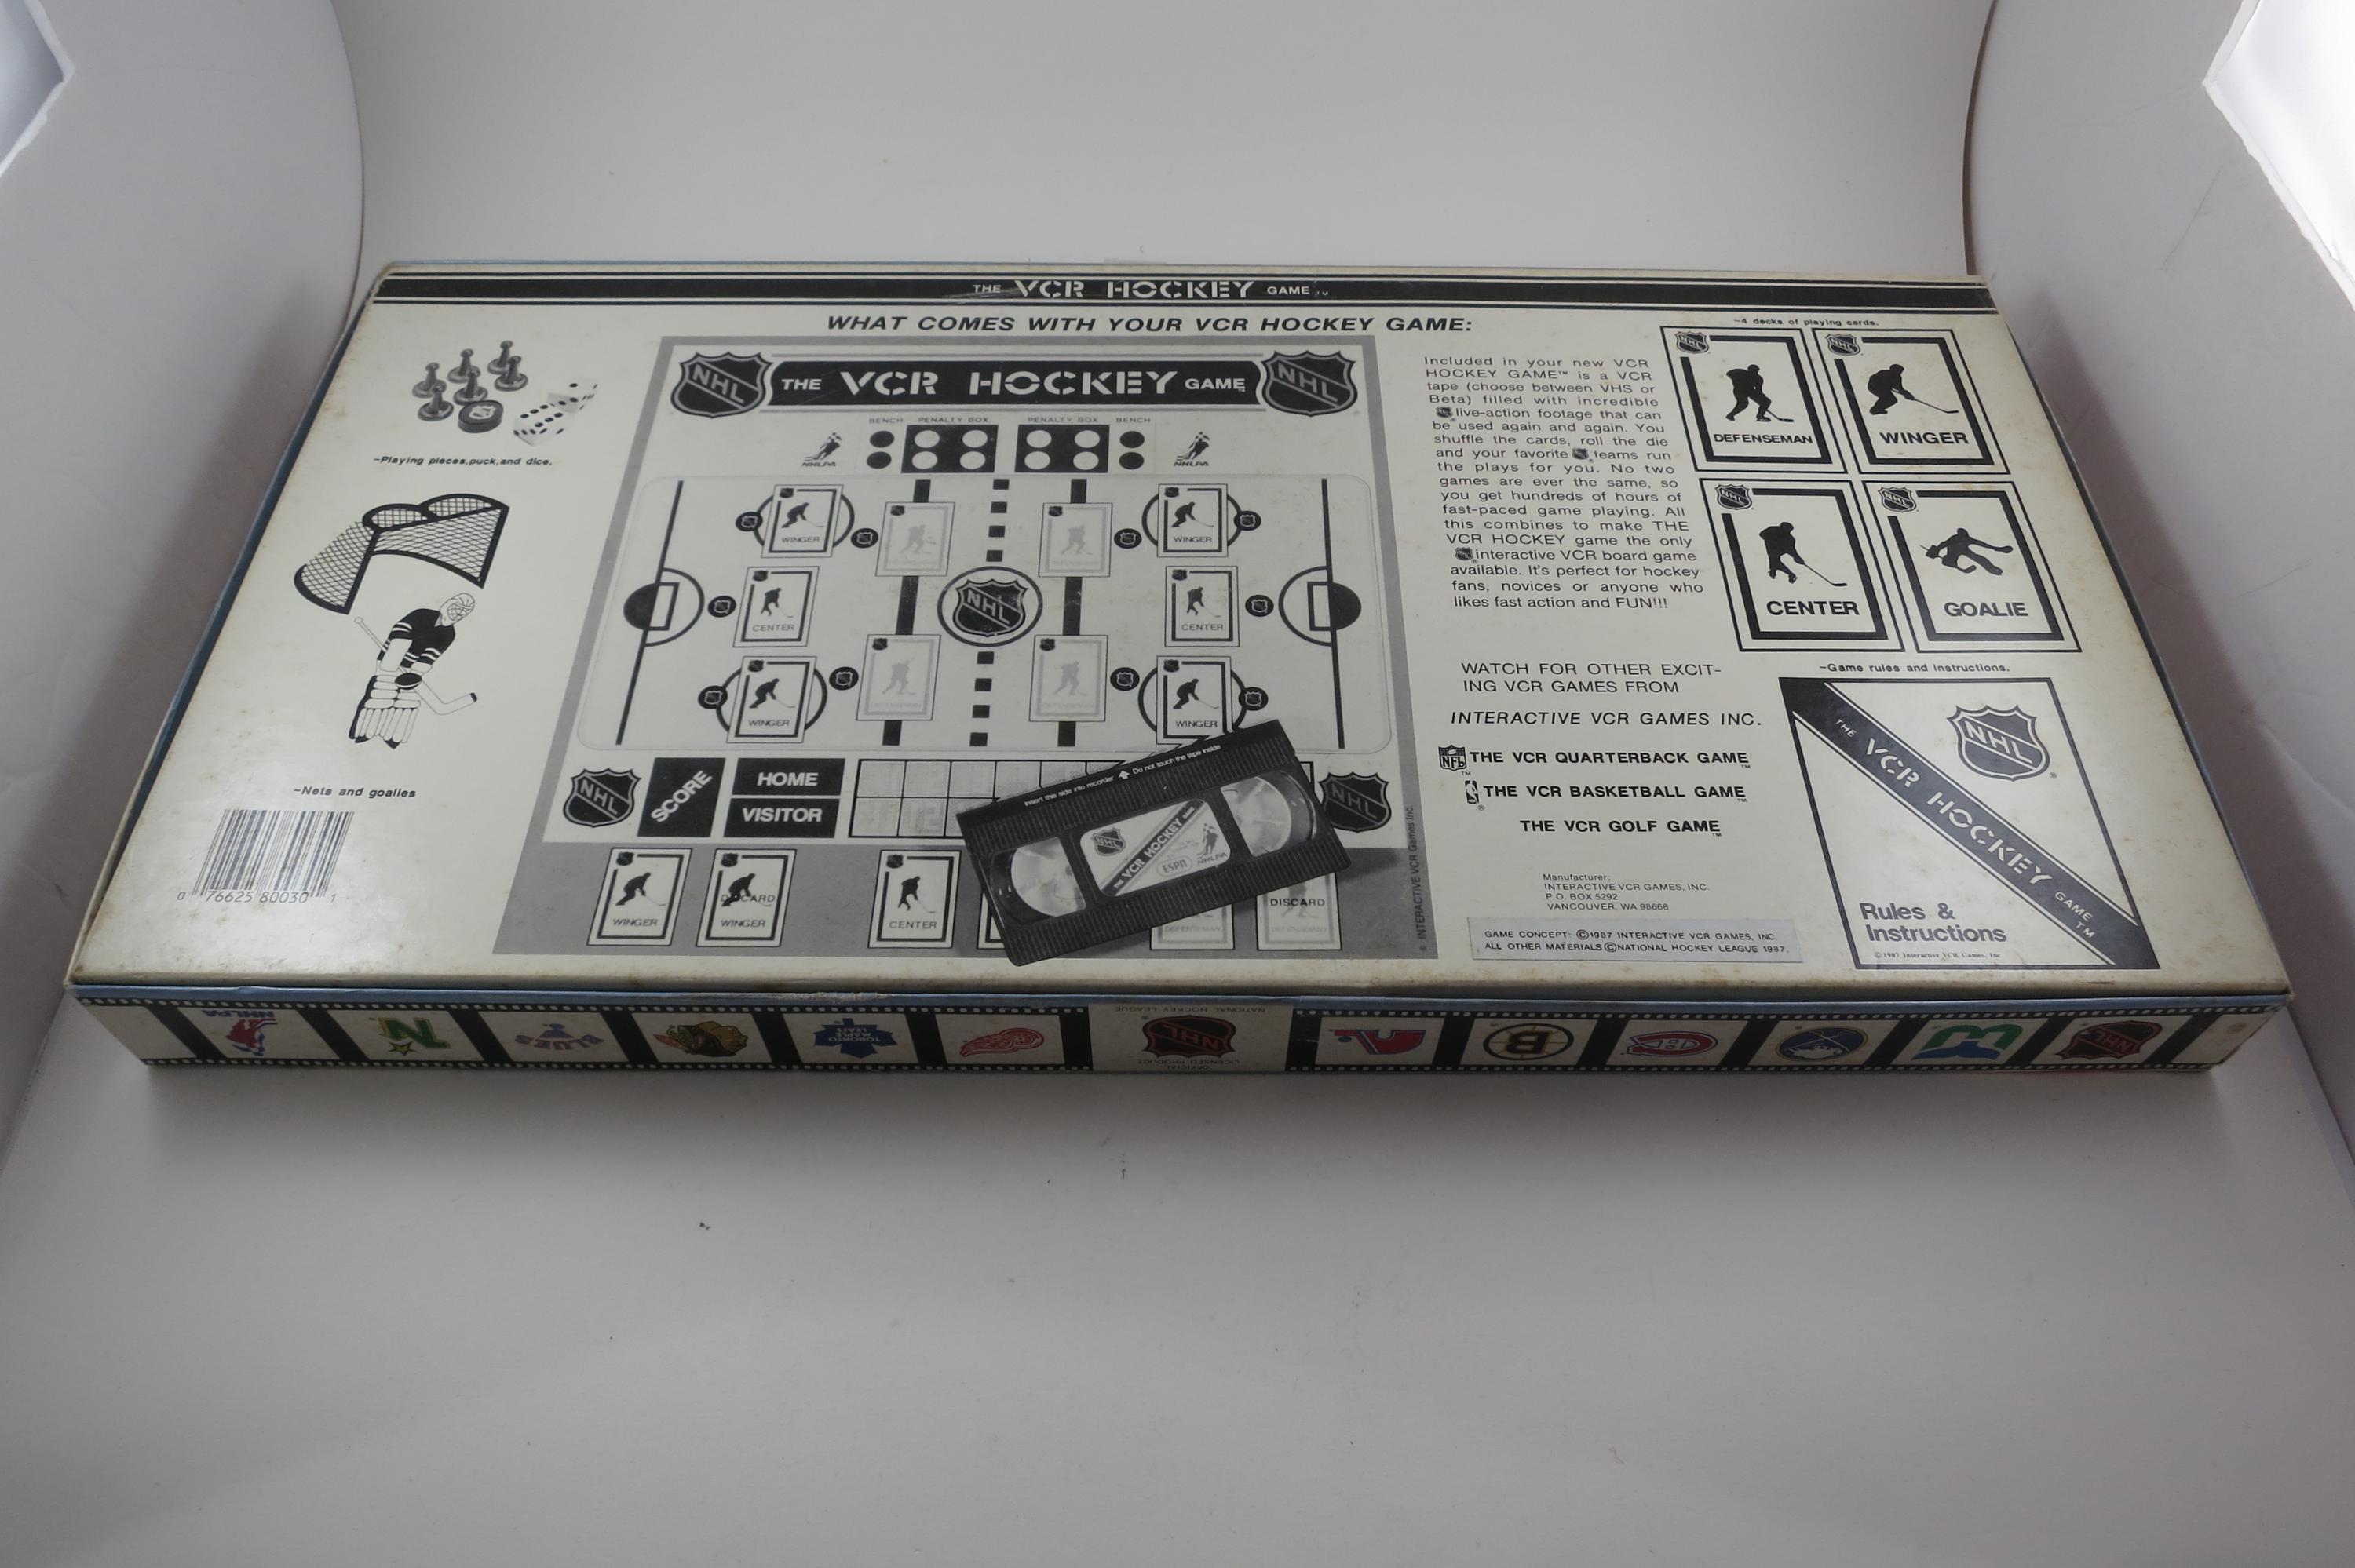 THE VCR HOCKEY GAME
WHAT COMES WITH YOUR VCR HOCKEY GAME:
-Playing pieces,puck,and dice.
-Nets and goalies
0 76625 80030 1
NHL
THE VCR HOCKEY GAME
NHL
BENCH PENALTY BOX PENALTY BOX BENCH
NHLPA
NHLPA
WINGER
WINGER
CENTER
NHL
CENTER
WINGER
WINGER
NHL
SCORE
HOME
VISITOR
NHL
WINGER
DISCARD
WINGER
CENTER
DISCARD
DEFENSEMAN
Insert this side into recorder Do not touch the tape inside
NHL
THE VCR HOCKEY GAME
ESPN
NHLPA
© INTERACTIVE VCR Games Inc.
Included in your new VCR
HOCKEY GAME™ is a VCR
tape (choose between VHS or
Beta) filled with incredible
live-action footage that can
be used again and again. You
shuffle the cards, roll the die
and your favorite teams run
the plays for you. No two
games are ever the same, so
you get hundreds of hours of
fast-paced game playing. All
this combines to make THE
VCR HOCKEY game the only
interactive VCR board game
available. It's perfect for hockey
fans, novices or anyone who
likes fast action and FUN!!!
WATCH FOR OTHER EXCIT-
ING VCR GAMES FROM
INTERACTIVE VCR GAMES INC.
NFL THE VCR QUARTERBACK GAME™
THE VCR BASKETBALL GAME™
THE VCR GOLF GAME™
Manufacturer:
INTERACTIVE VCR GAMES, INC.
P.O. BOX 5292
VANCOUVER, WA 98668
GAME CONCEPT: ©1987 INTERACTIVE VCR GAMES, INC
ALL OTHER MATERIALS ©NATIONAL HOCKEY LEAGUE 1987.
-4 decks of playing cards.
NHL
DEFENSEMAN
NHL
WINGER
NHL
CENTER
NHL
GOALIE
-Game rules and instructions.
NHL
THE VCR HOCKEY GAME™
Rules &
Instructions
©1987 Interactive VCR Games, Inc.
NHLPA
BLUES
TORONTO
MAPLE
LEAFS
OFFICIAL
LICENSED PRODUCT
NHL
NATIONAL HOCKEY LEAGUE
B
NHL